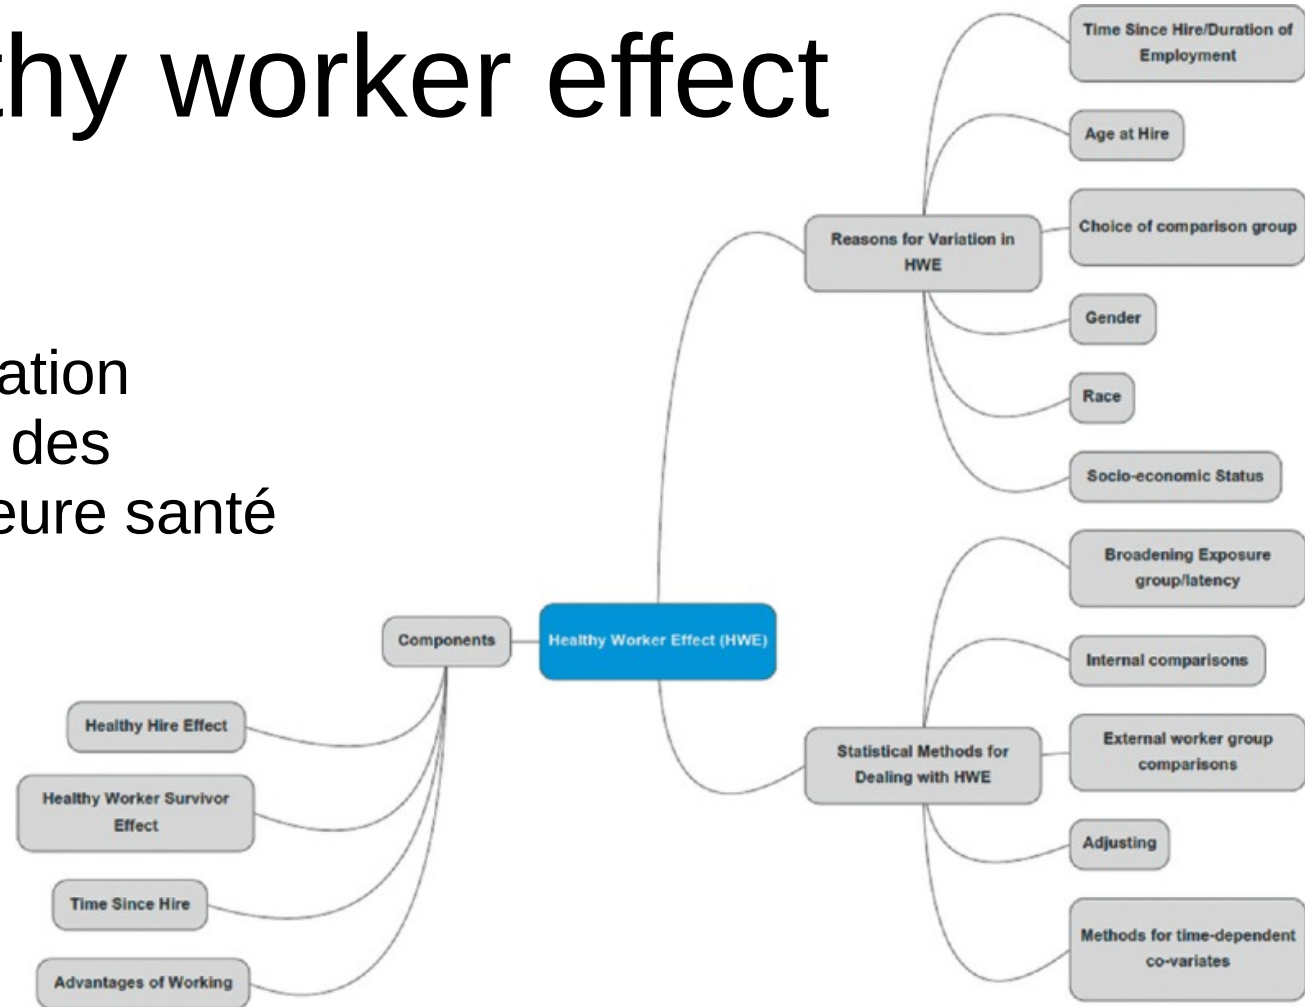 thy worker effect
ation
des
eure santé
Healthy Worker Effect (HWE)
Components
Healthy Hire Effect
Healthy Worker Survivor
Effect
Time Since Hire
Advantages of Working
Reasons for Variation in
HWE
Time Since Hire/Duration of
Employment
Age at Hire
Choice of comparison group
Gender
Race
Socio-economic Status
Statistical Methods for
Dealing with HWE
Broadening Exposure
group/latency
Internal comparisons
External worker group
comparisons
Adjusting
Methods for time-dependent
co-variates